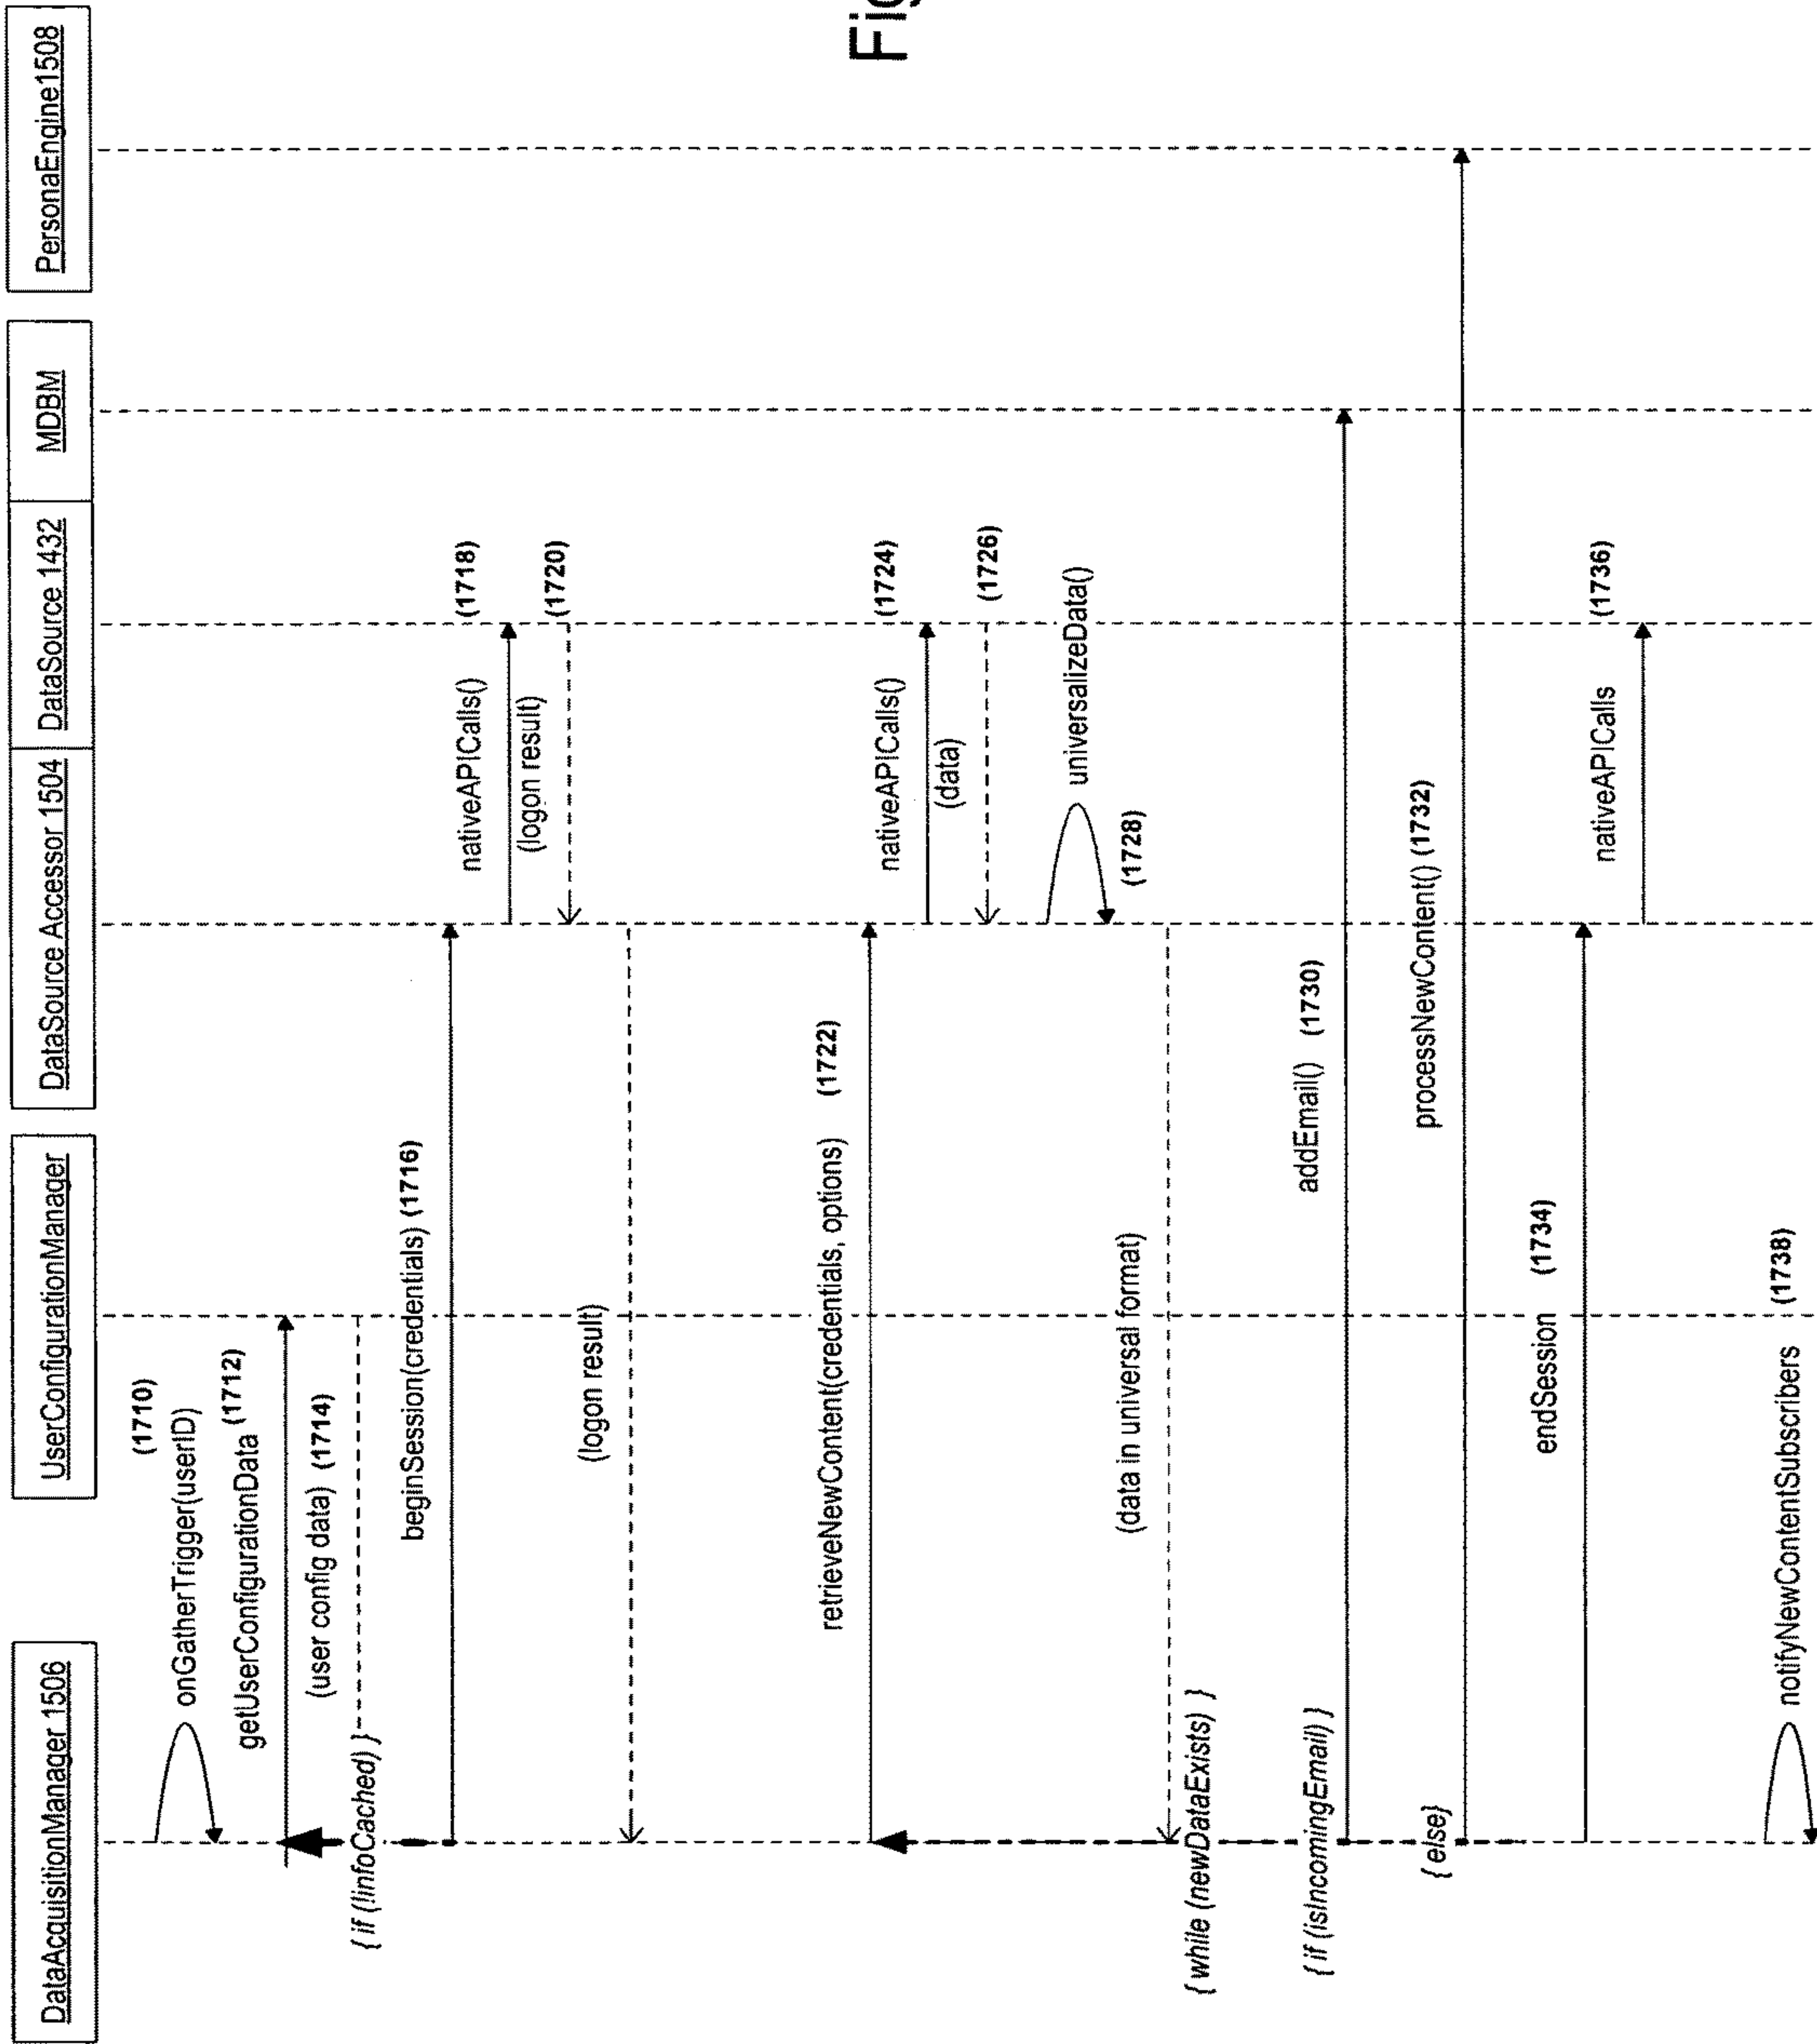 DataAcquisitionManager 1506
UserConfigurationManager
DataSource Accessor 1504
DataSource 1432
MDBM
PersonaEngine1508
(1710)
onGatherTrigger(userID)
getUserConfigurationData (1712)
(user config data) (1714)
{ if (!infoCached) }
beginSession(credentials) (1716)
nativeAPICalls() (1718)
(logon result) (1720)
(logon result)
retrieveNewContent(credentials, options) (1722)
nativeAPICalls() (1724)
(data) (1726)
universalizeData()
(1728)
(data in universal format)
{ while (newDataExists) }
{ if (isIncomingEmail) }
addEmail() (1730)
{ else}
processNewContent() (1732)
endSession (1734)
nativeAPICalls (1736)
notifyNewContentSubscribers (1738)
Fig